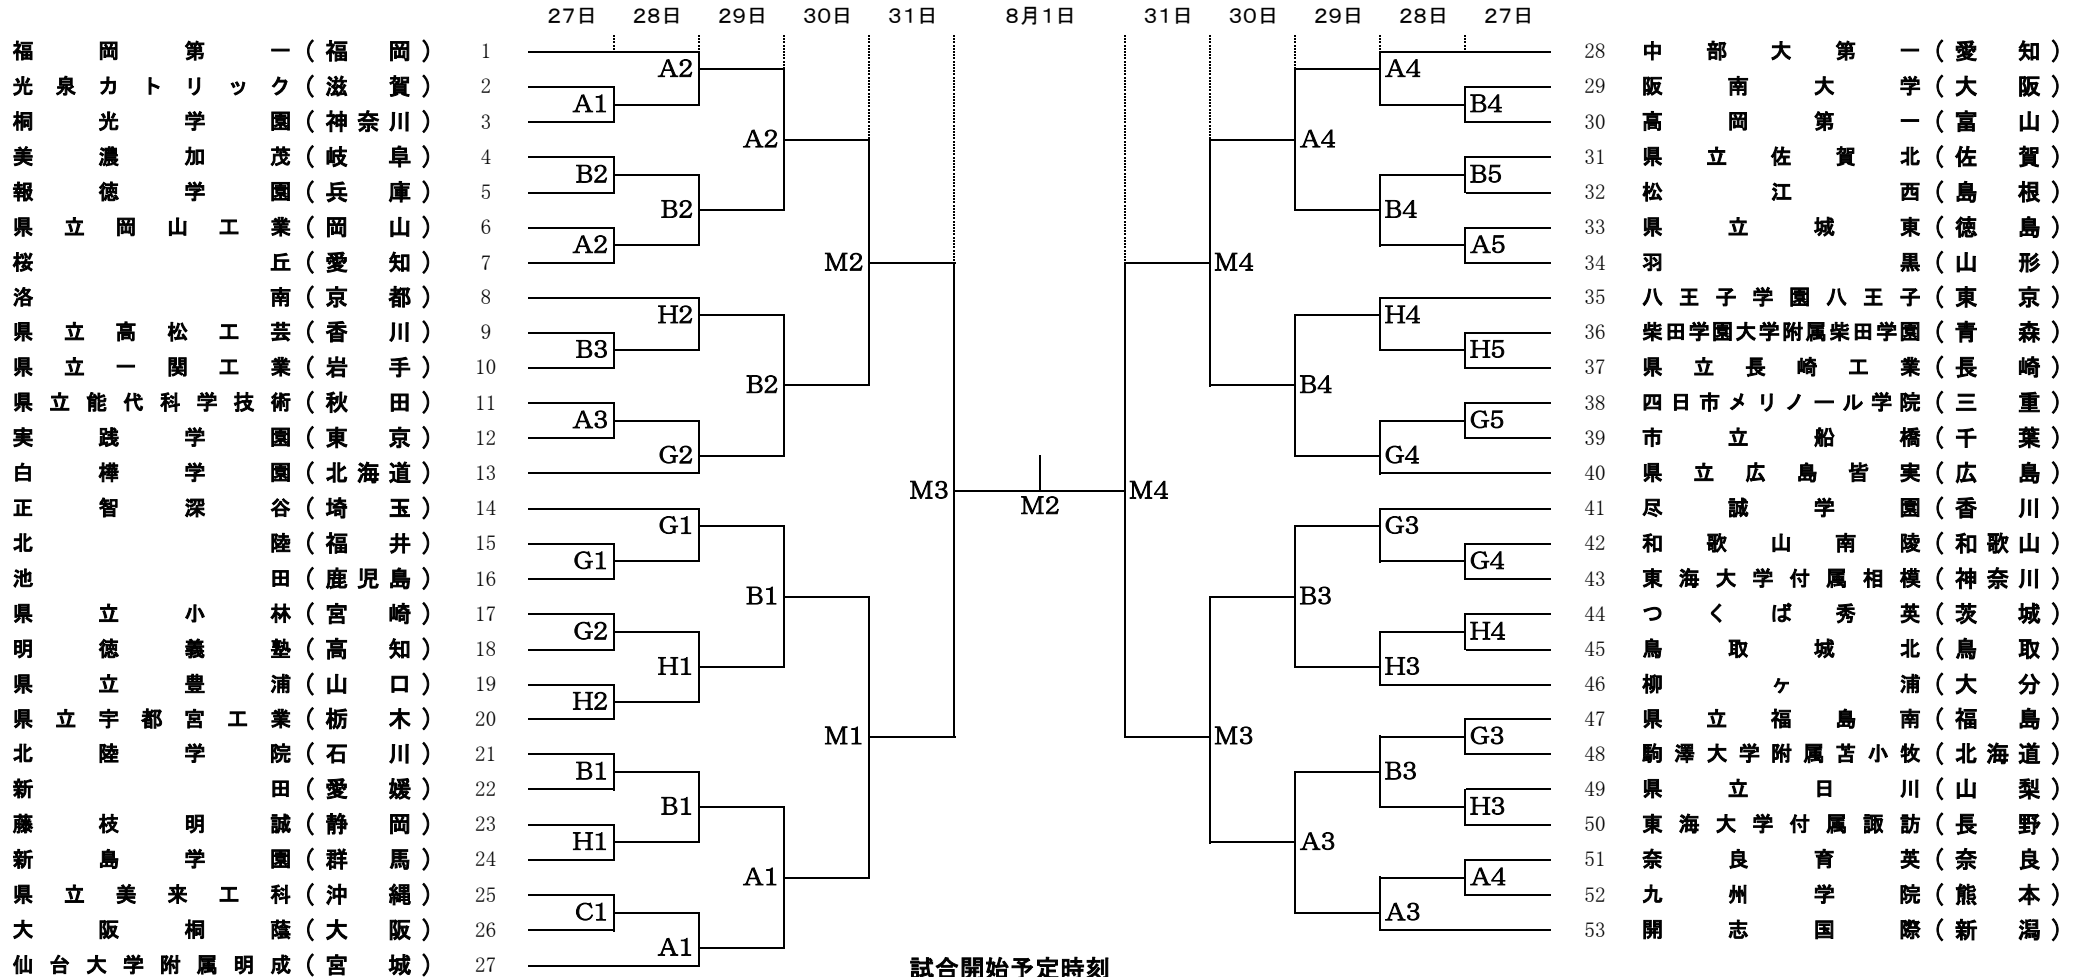 27日 28日 29日 30日 31日 8月1日 31日 30日 29日 28日 27日
福岡第一（福岡） 1 A2 A4 28 中部大第一（愛知）
光泉カトリック（滋賀） 2 A1 B4 29 阪南大学（大阪）
桐光学園（神奈川） 3 A2 A4 30 高岡第一（富山）
美濃加茂（岐阜） 4 B2 B5 31 県立佐賀北（佐賀）
報徳学園（兵庫） 5 B2 B4 32 松江西（島根）
県立岡山工業（岡山） 6 A2 A5 33 県立城東（徳島）
桜丘（愛知） 7 M2 M4 34 羽黒（山形）
洛南（京都） 8 H2 H4 35 八王子学園八王子（東京）
県立高松工芸（香川） 9 B3 H5 36 柴田学園大学附属柴田学園（青森）
県立一関工業（岩手） 10 B2 B4 37 県立長崎工業（長崎）
県立能代科学技術（秋田） 11 A3 G5 38 四日市メリノール学院（三重）
実践学園（東京） 12 G2 G4 39 市立船橋（千葉）
白樺学園（北海道） 13 M3 M4 40 県立広島皆実（広島）
正智深谷（埼玉） 14 G1 M2 G3 41 尽誠学園（香川）
北陸（福井） 15 G1 G4 42 和歌山南陵（和歌山）
池田（鹿児島） 16 B1 B3 43 東海大学付属相模（神奈川）
県立小林（宮崎） 17 G2 H4 44 つくば秀英（茨城）
明徳義塾（高知） 18 H1 H3 45 鳥取城北（鳥取）
県立豊浦（山口） 19 H2 46 柳ヶ浦（大分）
県立宇都宮工業（栃木） 20 M1 M3 G3 47 県立福島南（福島）
北陸学院（石川） 21 B1 B3 48 駒澤大学附属苫小牧（北海道）
新田（愛媛） 22 B1 H3 49 県立日川（山梨）
藤枝明誠（静岡） 23 H1 A3 50 東海大学付属諏訪（長野）
新島学園（群馬） 24 A1 A4 51 奈良育英（奈良）
県立美来工科（沖縄） 25 C1 A3 52 九州学院（熊本）
大阪桐蔭（大阪） 26 A1 53 開志国際（新潟）
仙台大学附属明成（宮城） 27
試合開始予定時刻